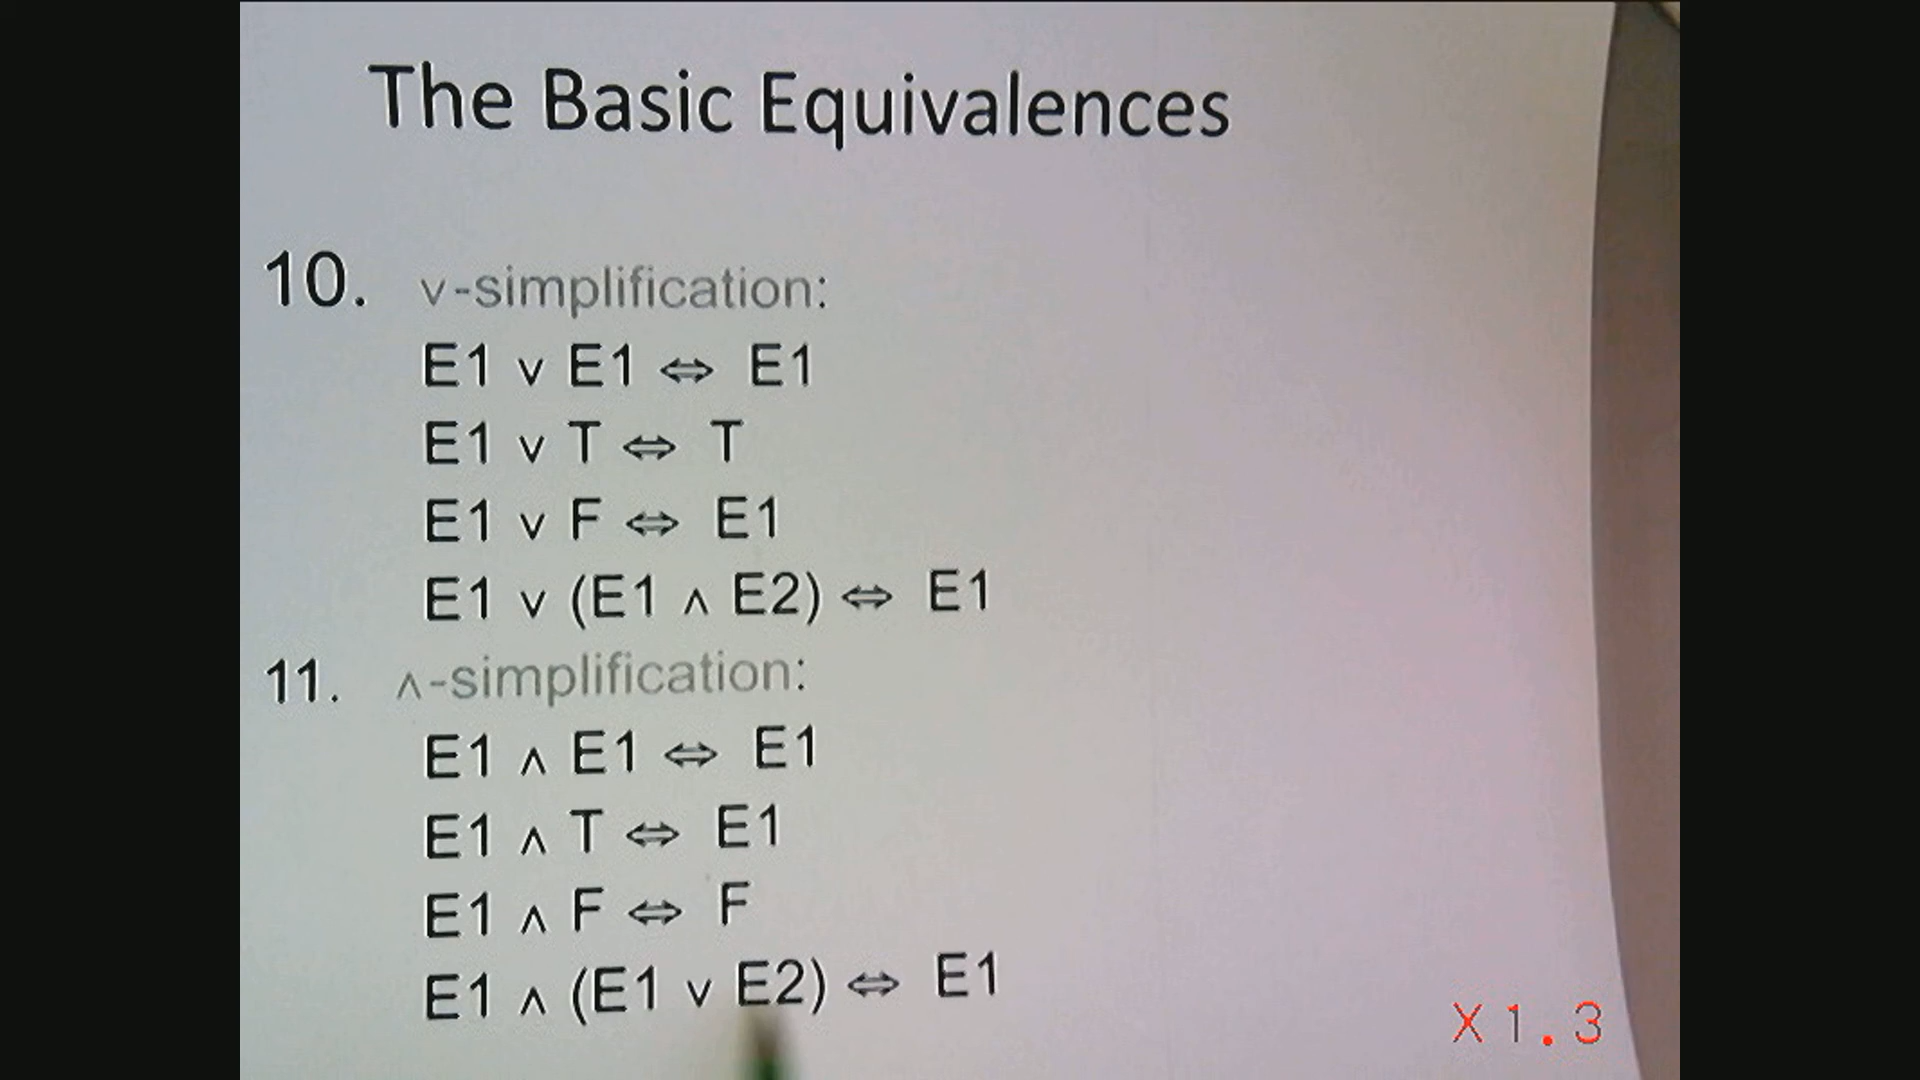 The Basic Equivalences
10. ∨-simplification:
E1 ∨ E1 ⇔ E1
E1 ∨ T ⇔ T
E1 ∨ F ⇔ E1
E1 ∨ (E1 ∧ E2) ⇔ E1
11. ∧-simplification:
E1 ∧ E1 ⇔ E1
E1 ∧ T ⇔ E1
E1 ∧ F ⇔ F
E1 ∧ (E1 ∨ E2) ⇔ E1
X1.3